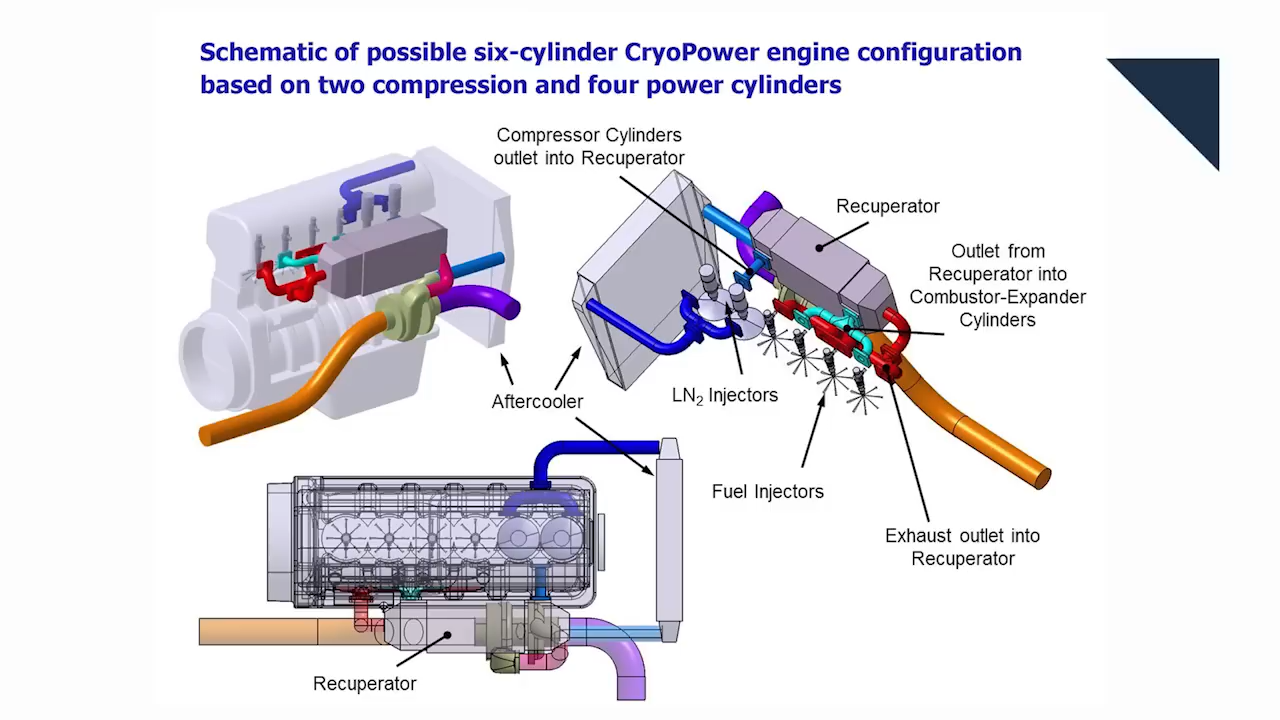 Schematic of possible six-cylinder CryoPower engine configuration
based on two compression and four power cylinders
Compressor Cylinders
outlet into Recuperator
Recuperator
Outlet from
Recuperator into
Combustor-Expander
Cylinders
Aftercooler
LN₂ Injectors
Fuel Injectors
Exhaust outlet into
Recuperator
Recuperator